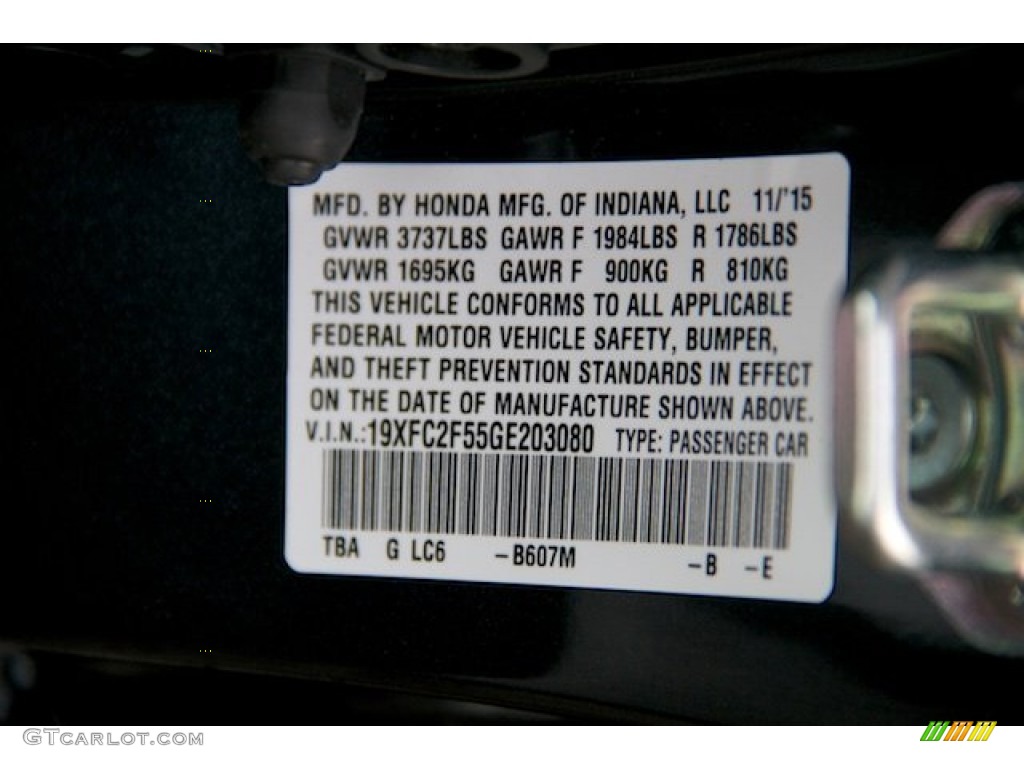 MFD. BY HONDA MFG. OF INDIANA, LLC 11/'15
GVWR 3737LBS GAWR F 1984LBS R 1786LBS
GVWR 1695KG GAWR F 900KG R 810KG
THIS VEHICLE CONFORMS TO ALL APPLICABLE
FEDERAL MOTOR VEHICLE SAFETY, BUMPER,
AND THEFT PREVENTION STANDARDS IN EFFECT
ON THE DATE OF MANUFACTURE SHOWN ABOVE.
V.I.N.:19XFC2F55GE203080 TYPE: PASSENGER CAR
TBA G LC6 -B607M -B -E
GTCARLOT.COM